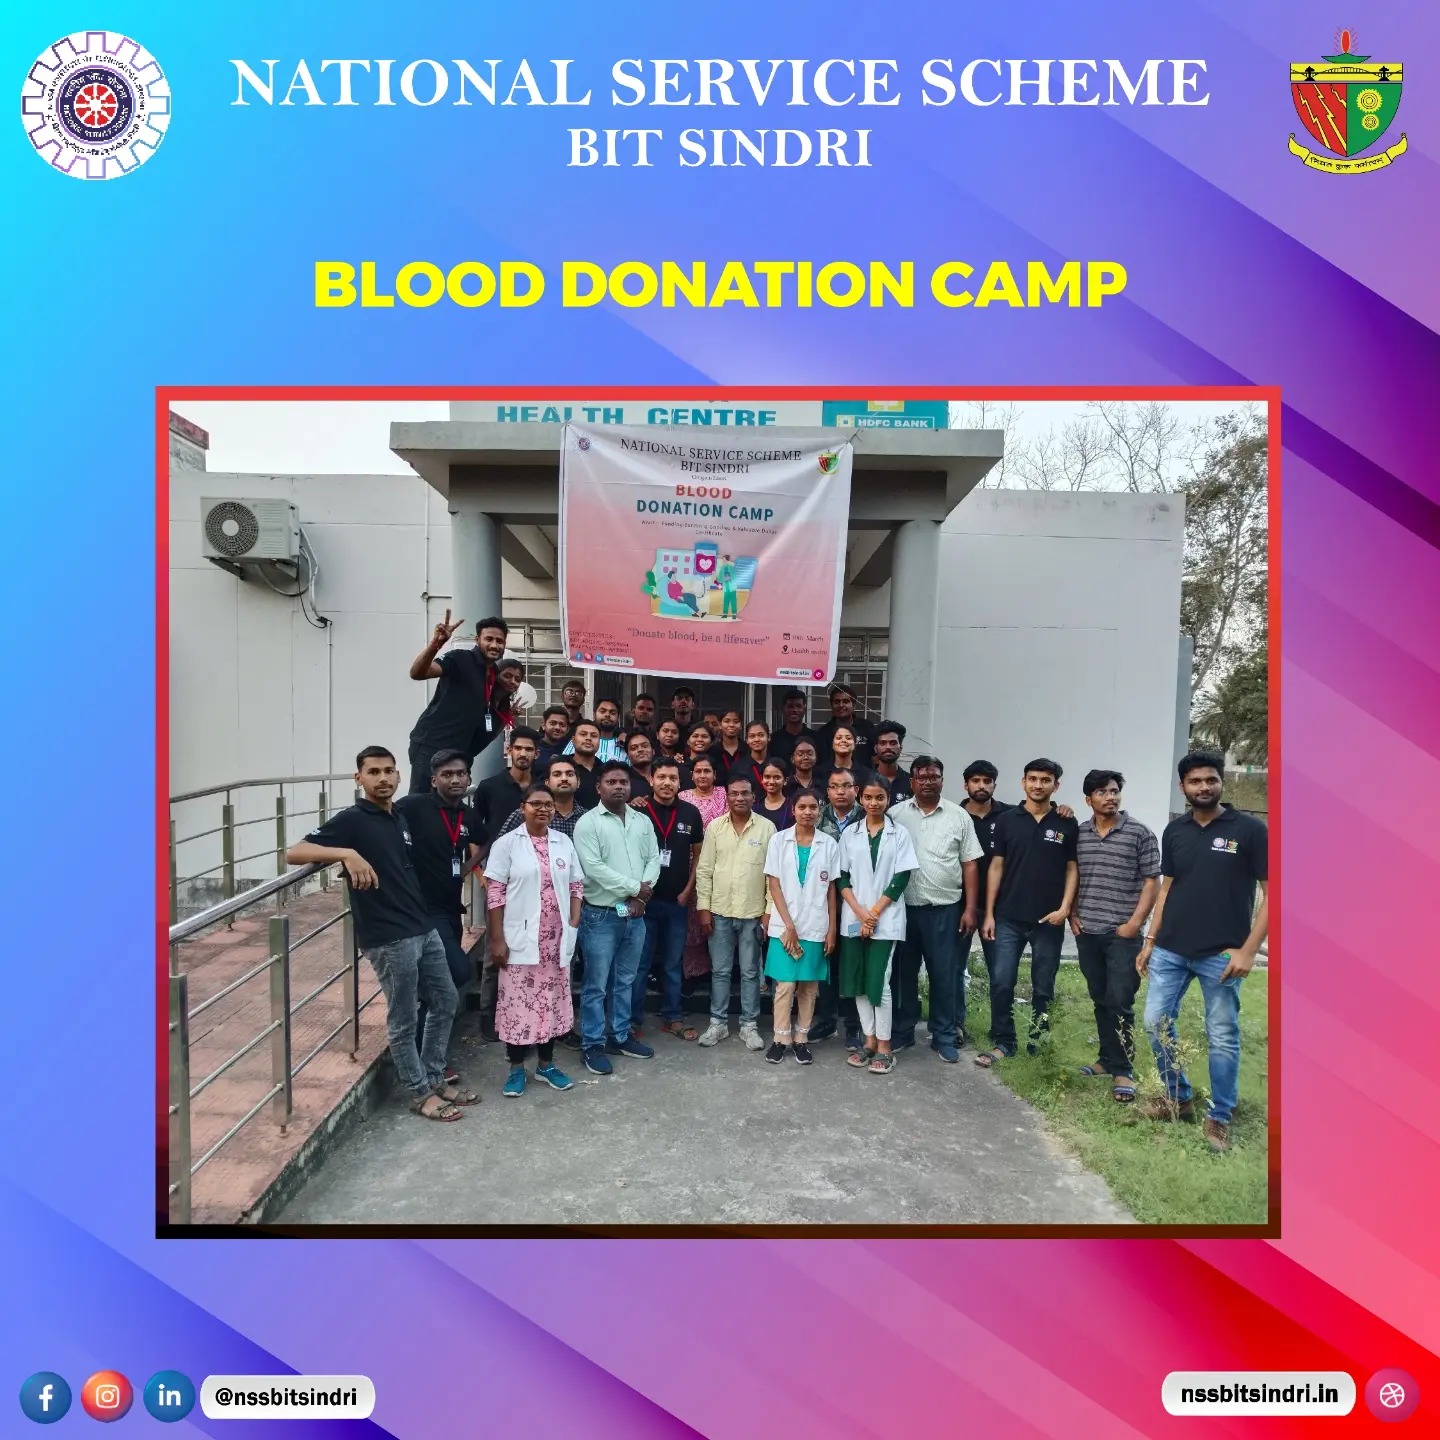 NATIONAL SERVICE SCHEME
BIT SINDRI
BLOOD DONATION CAMP
HEALTH CENTRE
HDFC BANK
NATIONAL SERVICE SCHEME
BIT SINDRI
BLOOD
DONATION CAMP
"Donate blood, be a lifesaver"
@nssbitsindri
nssbitsindri.in